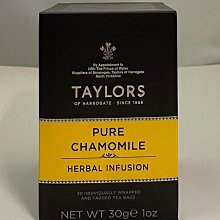 By Appointment to
HRH The Prince of Wales
Suppliers of Beverages, Taylors of Harrogate
North Yorkshire
TAYLORS
OF HARROGATE · SINCE 1886
PURE
CHAMOMILE
HERBAL INFUSION
20 INDIVIDUALLY WRAPPED
AND TAGGED TEA BAGS
NET WT 30g 1oz